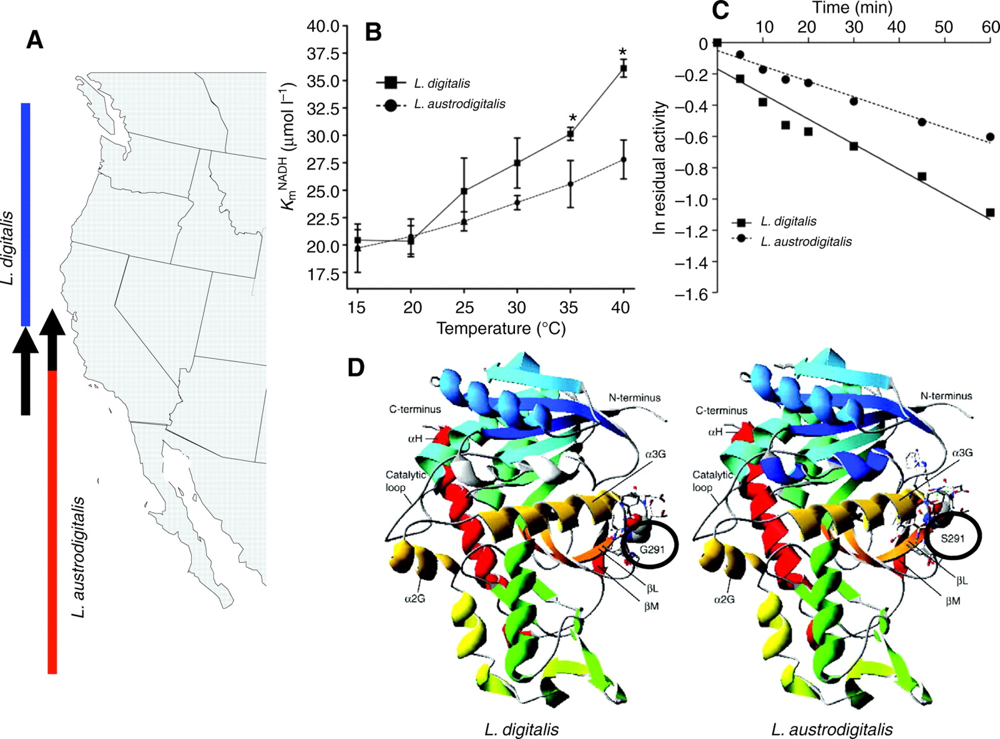 A
L. digitalis
L. austrodigitalis
B
40.0
37.5
35.0
32.5
30.0
27.5
25.0
22.5
20.0
17.5
KmNADH (μmol l–1)
*
*
L. digitalis
L. austrodigitalis
15 20 25 30 35 40
Temperature (°C)
C
Time (min)
10 20 30 40 50 60
0
–0.2
–0.4
–0.6
–0.8
–1.0
–1.2
–1.4
–1.6
ln residual activity
L. digitalis
L. austrodigitalis
D
N-terminus
C-terminus
αH
α3G
Catalytic
loop
G291
βL
βM
α2G
L. digitalis
N-terminus
C-terminus
αH
α3G
Catalytic
loop
S291
βL
βM
α2G
L. austrodigitalis